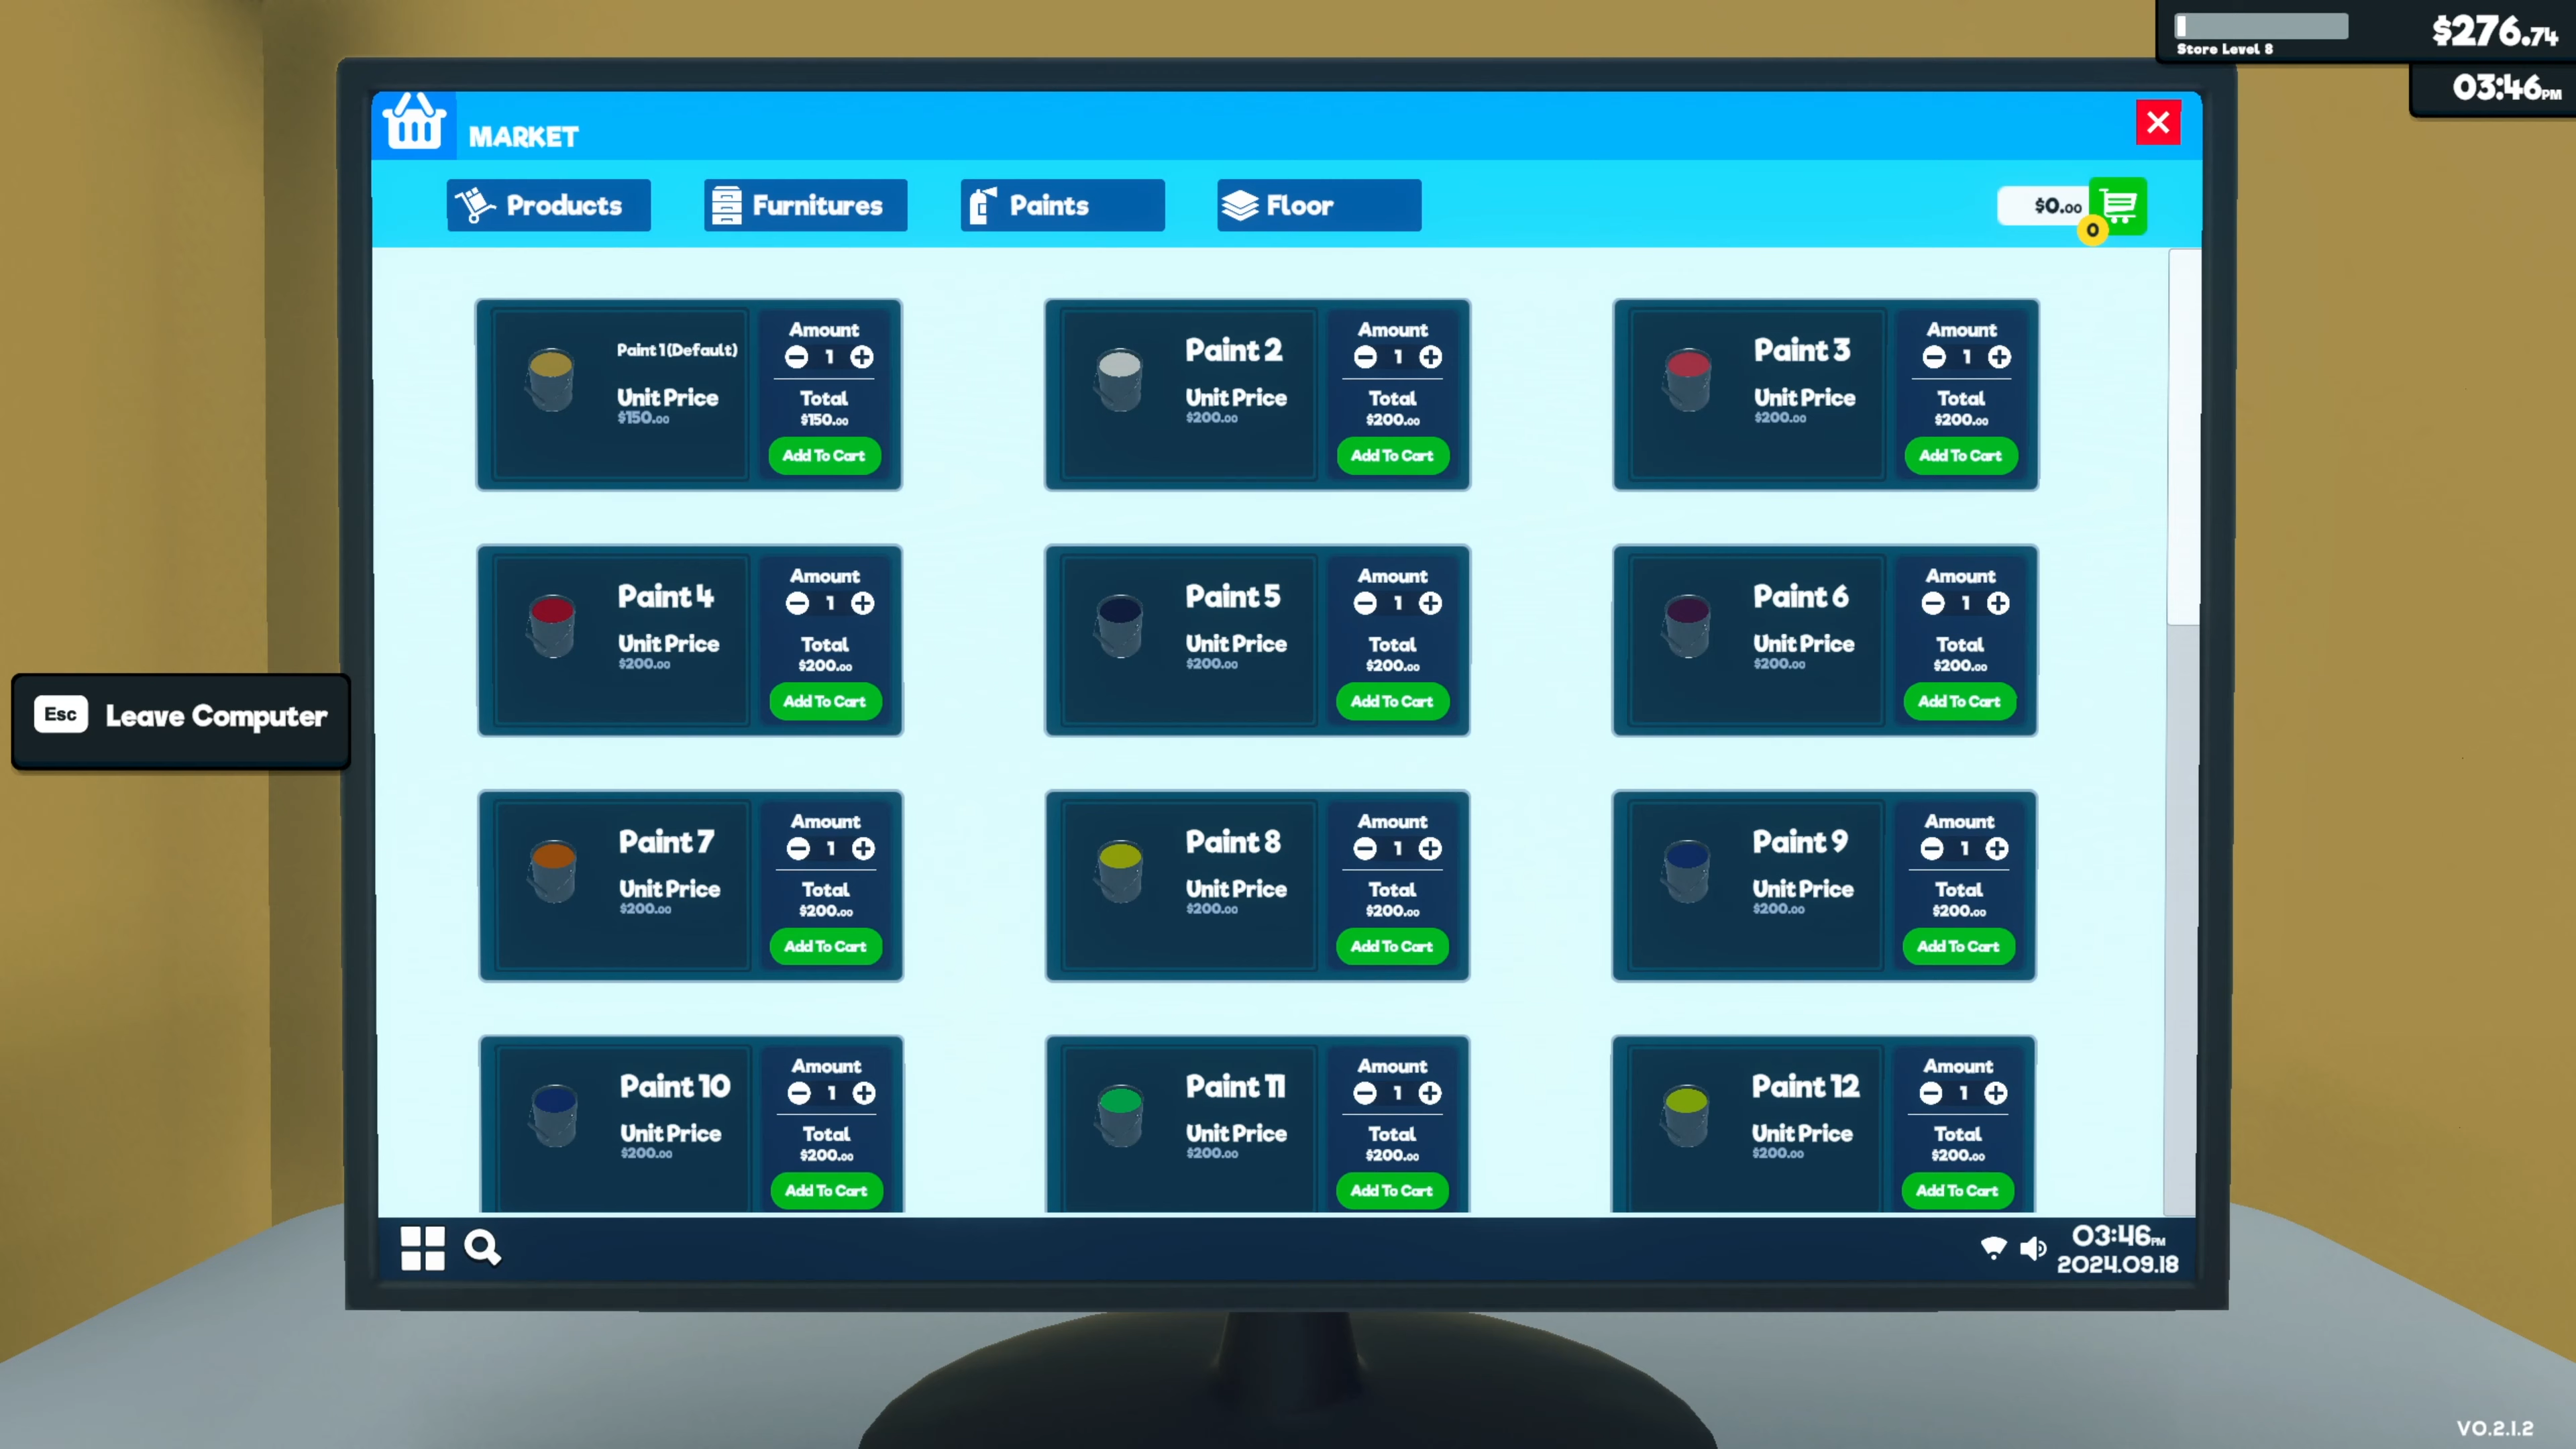 $276.74
Store Level 8
03:46PM
MARKET
Products
Furnitures
Paints
Floor
$0.00
0
Paint 1(Default)
Unit Price
$150.00
Amount
1
Total
$150.00
Add To Cart
Paint 2
Unit Price
$200.00
Amount
1
Total
$200.00
Add To Cart
Paint 3
Unit Price
$200.00
Amount
1
Total
$200.00
Add To Cart
Paint 4
Unit Price
$200.00
Amount
1
Total
$200.00
Add To Cart
Paint 5
Unit Price
$200.00
Amount
1
Total
$200.00
Add To Cart
Paint 6
Unit Price
$200.00
Amount
1
Total
$200.00
Add To Cart
Esc Leave Computer
Paint 7
Unit Price
$200.00
Amount
1
Total
$200.00
Add To Cart
Paint 8
Unit Price
$200.00
Amount
1
Total
$200.00
Add To Cart
Paint 9
Unit Price
$200.00
Amount
1
Total
$200.00
Add To Cart
Paint 10
Unit Price
$200.00
Amount
1
Total
$200.00
Add To Cart
Paint 11
Unit Price
$200.00
Amount
1
Total
$200.00
Add To Cart
Paint 12
Unit Price
$200.00
Amount
1
Total
$200.00
Add To Cart
03:46PM
2024.09.18
V0.2.1.2